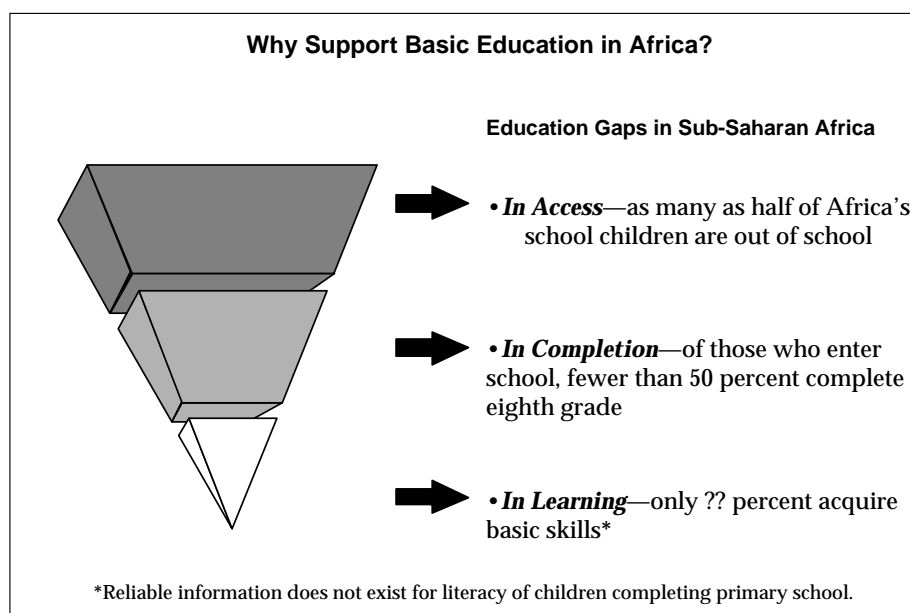 Why Support Basic Education in Africa?
Education Gaps in Sub-Saharan Africa
• In Access—as many as half of Africa's
school children are out of school
• In Completion—of those who enter
school, fewer than 50 percent complete
eighth grade
• In Learning—only ?? percent acquire
basic skills*
*Reliable information does not exist for literacy of children completing primary school.